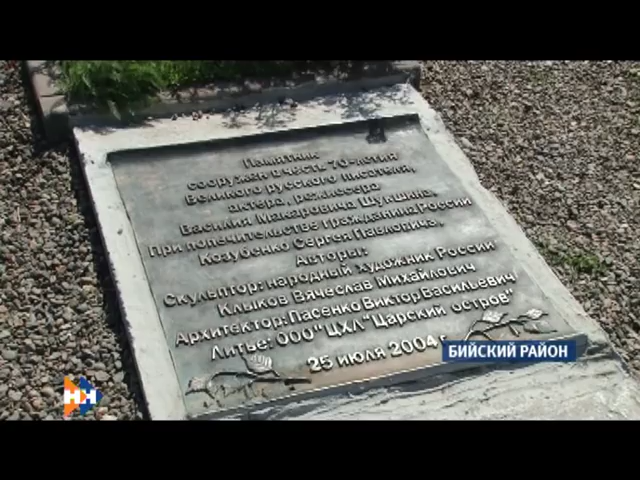 Памятник
сооружен в честь 70-летия
Великого русского писателя,
актера, режиссера
Василия Макаровича Шукшина.
При попечительстве Гражданина России
Козубенко Сергея Павловича.
Авторы:
Скульптор: народный художник России
Клыков Вячеслав Михайлович
Архитектор: Пасенко Виктор Васильевич
Литье: ООО "ЦХЛ "Царский остров"
25 июля 2004 г.
БИЙСКИЙ РАЙОН
НН